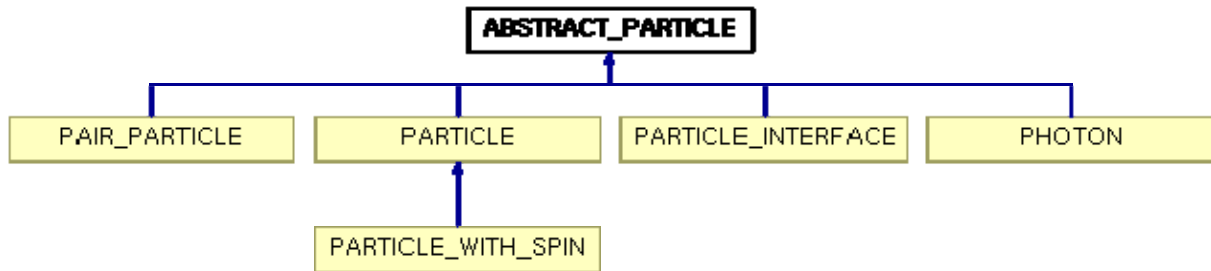 ABSTRACT_PARTICLE
PAIR_PARTICLE
PARTICLE
PARTICLE_INTERFACE
PHOTON
PARTICLE_WITH_SPIN